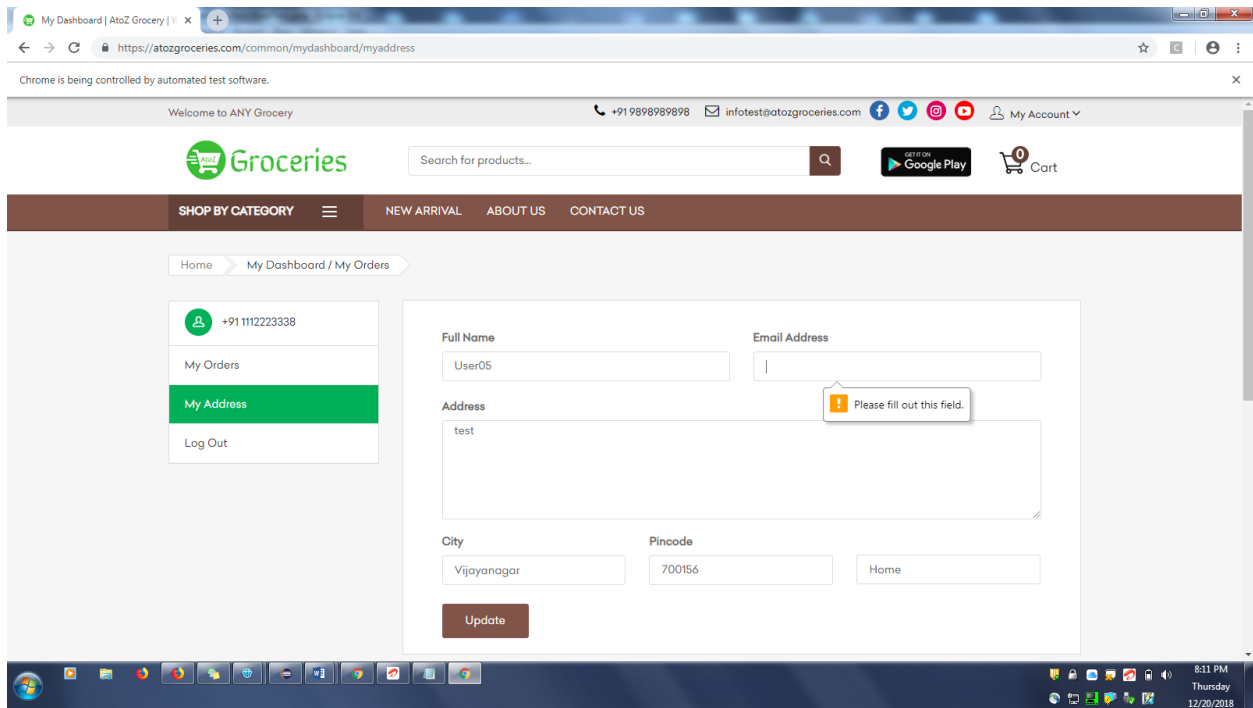 My Dashboard | AtoZ Grocery |
https://atozgroceries.com/common/mydashboard/myaddress
Chrome is being controlled by automated test software.
Welcome to ANY Grocery
+91 9898989898
infotest@atozgroceries.com
My Account
AtoZ Groceries
Search for products...
GET IT ON
Google Play
0
Cart
SHOP BY CATEGORY
NEW ARRIVAL
ABOUT US
CONTACT US
Home
My Dashboard / My Orders
+91 1112223338
My Orders
My Address
Log Out
Full Name
Email Address
User05
Please fill out this field.
Address
test
City
Pincode
Vijayanagar
700156
Home
Update
8:11 PM
Thursday
12/20/2018